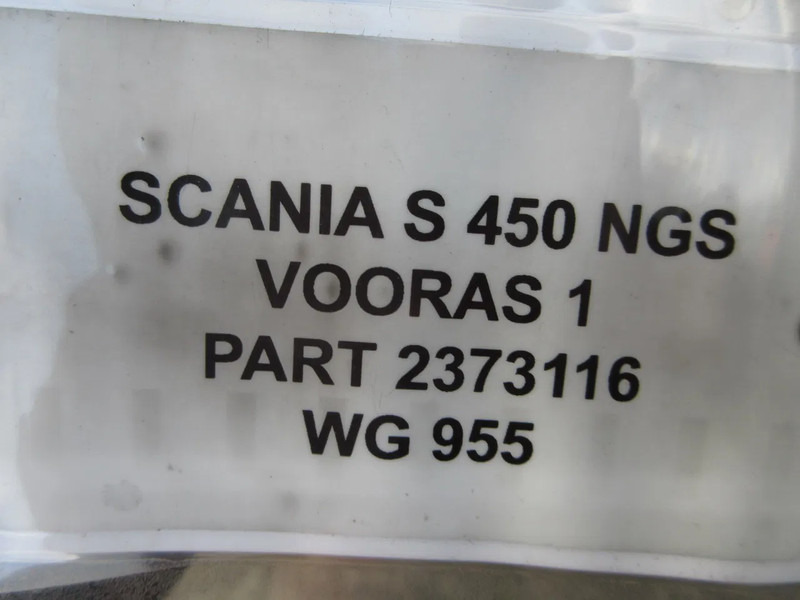 SCANIA S 450 NGS
VOORAS 1
PART 2373116
WG 955